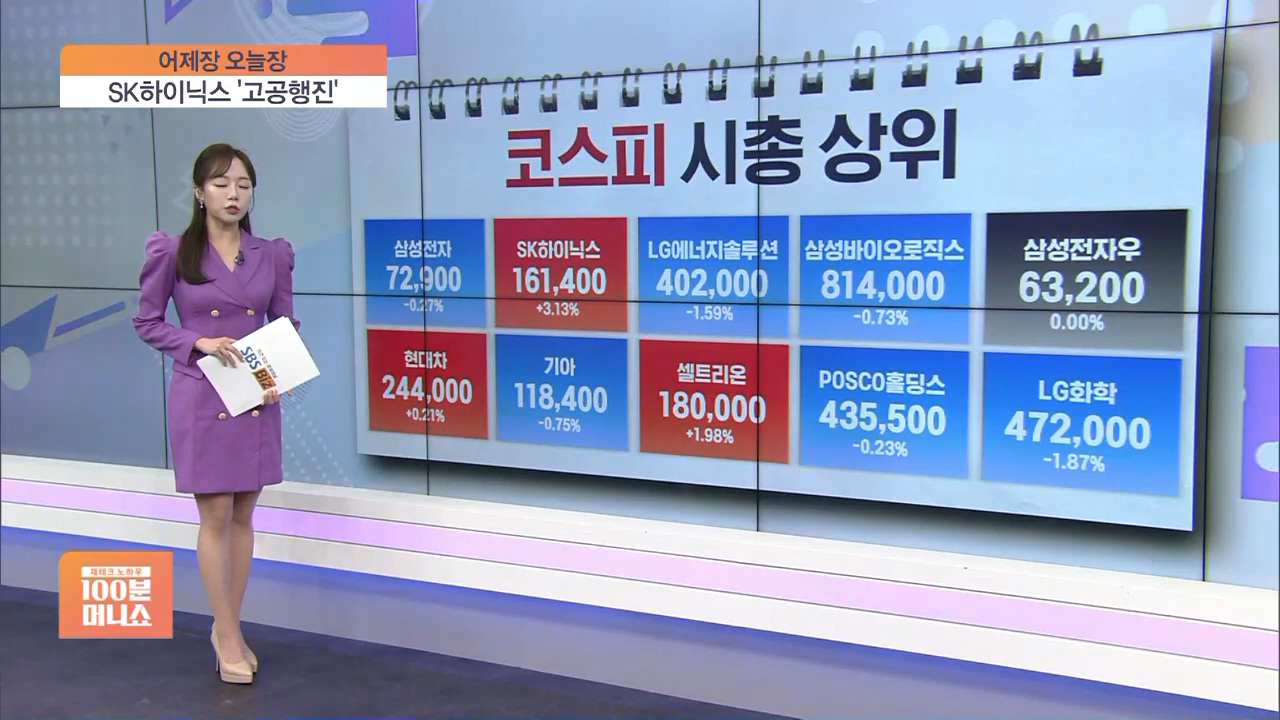 어제장 오늘장
SK하이닉스 '고공행진'
코스피 시총 상위
삼성전자
72,900
-0.27%
SK하이닉스
161,400
+3.13%
LG에너지솔루션
402,000
-1.59%
삼성바이오로직스
814,000
-0.73%
삼성전자우
63,200
0.00%
현대차
244,000
+0.21%
기아
118,400
-0.75%
셀트리온
180,000
+1.98%
POSCO홀딩스
435,500
-0.23%
LG화학
472,000
-1.87%
SBS Biz
재테크 노하우
100분
머니쇼